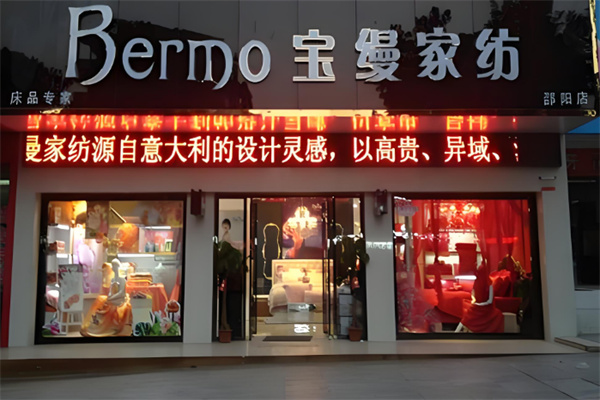 Bermo 宝缦家纺
床品专家 邵阳店
曼家纺源自意大利的设计灵感，以高贵、异域、